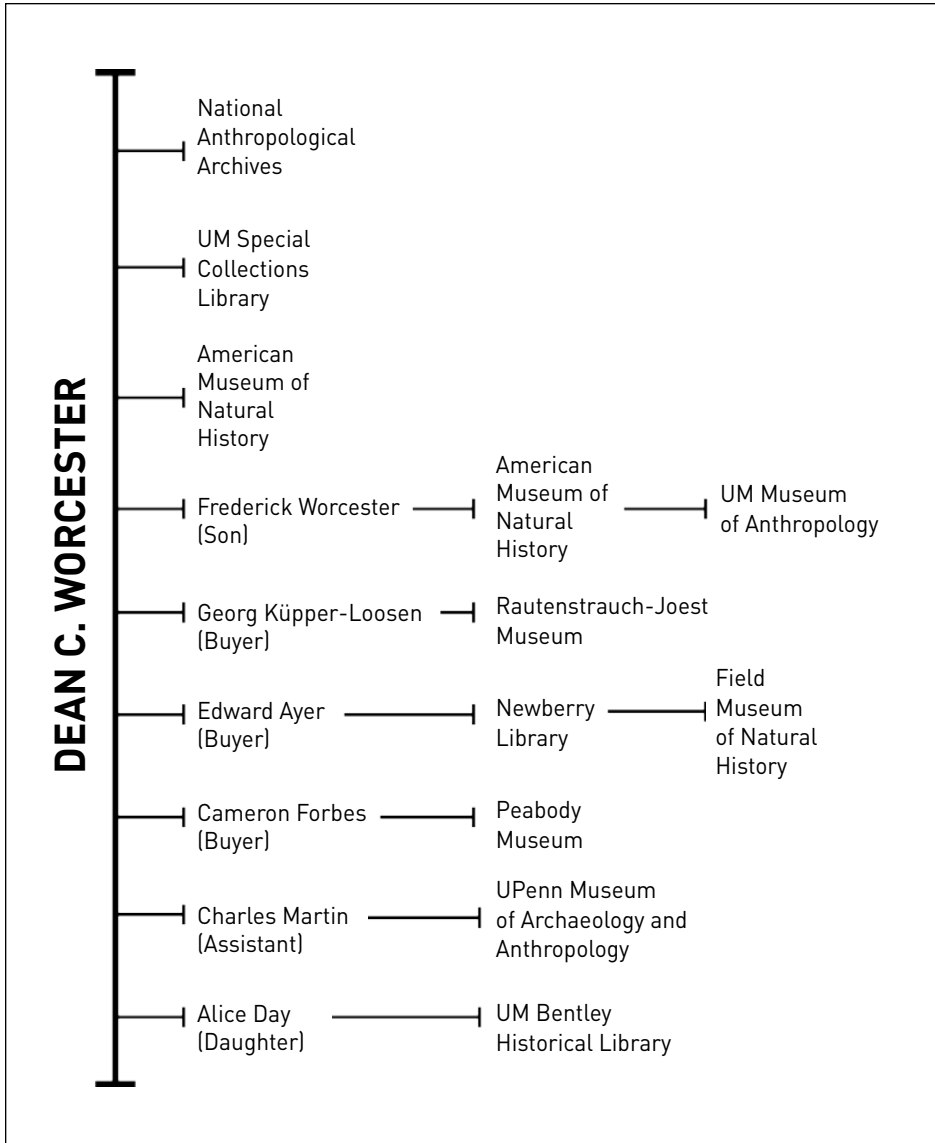 DEAN C. WORCESTER
National
Anthropological
Archives
UM Special
Collections
Library
American
Museum of
Natural
History
Frederick Worcester
(Son)
American
Museum of
Natural
History
UM Museum
of Anthropology
Georg Küpper-Loosen
(Buyer)
Rautenstrauch-Joest
Museum
Edward Ayer
(Buyer)
Newberry
Library
Field
Museum
of Natural
History
Cameron Forbes
(Buyer)
Peabody
Museum
Charles Martin
(Assistant)
UPenn Museum
of Archaeology and
Anthropology
Alice Day
(Daughter)
UM Bentley
Historical Library